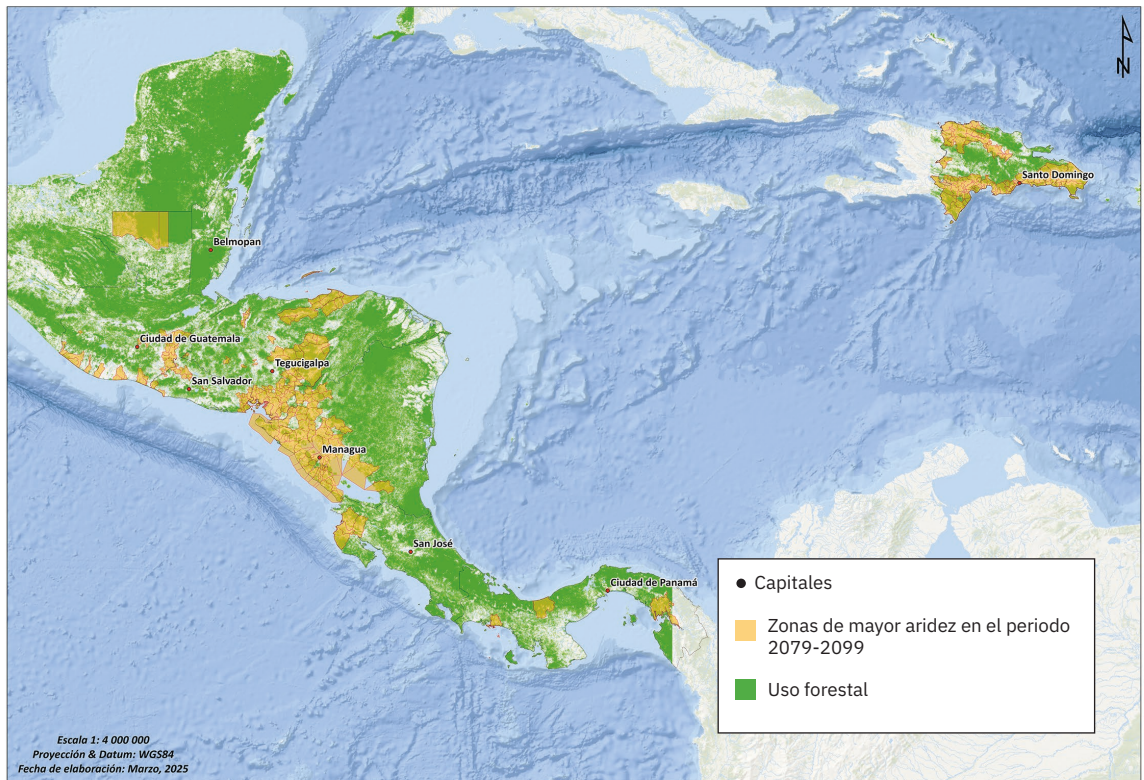 N
Santo Domingo
Belmopan
Ciudad de Guatemala
Tegucigalpa
San Salvador
Managua
San José
Ciudad de Panamá
Capitales
Zonas de mayor aridez en el periodo
2079-2099
Uso forestal
Escala 1: 4 000 000
Proyección & Datum: WGS84
Fecha de elaboración: Marzo, 2025